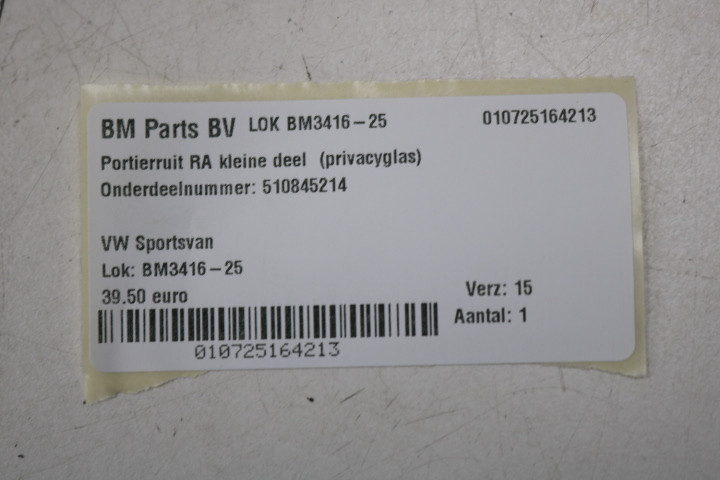 BM Parts BV LOK BM3416-25 010725164213
Portierruit RA kleine deel (privacyglas)
Onderdeelnummer: 510845214
VW Sportsvan
Lok: BM3416-25
39.50 euro
Verz: 15
Aantal: 1
010725164213